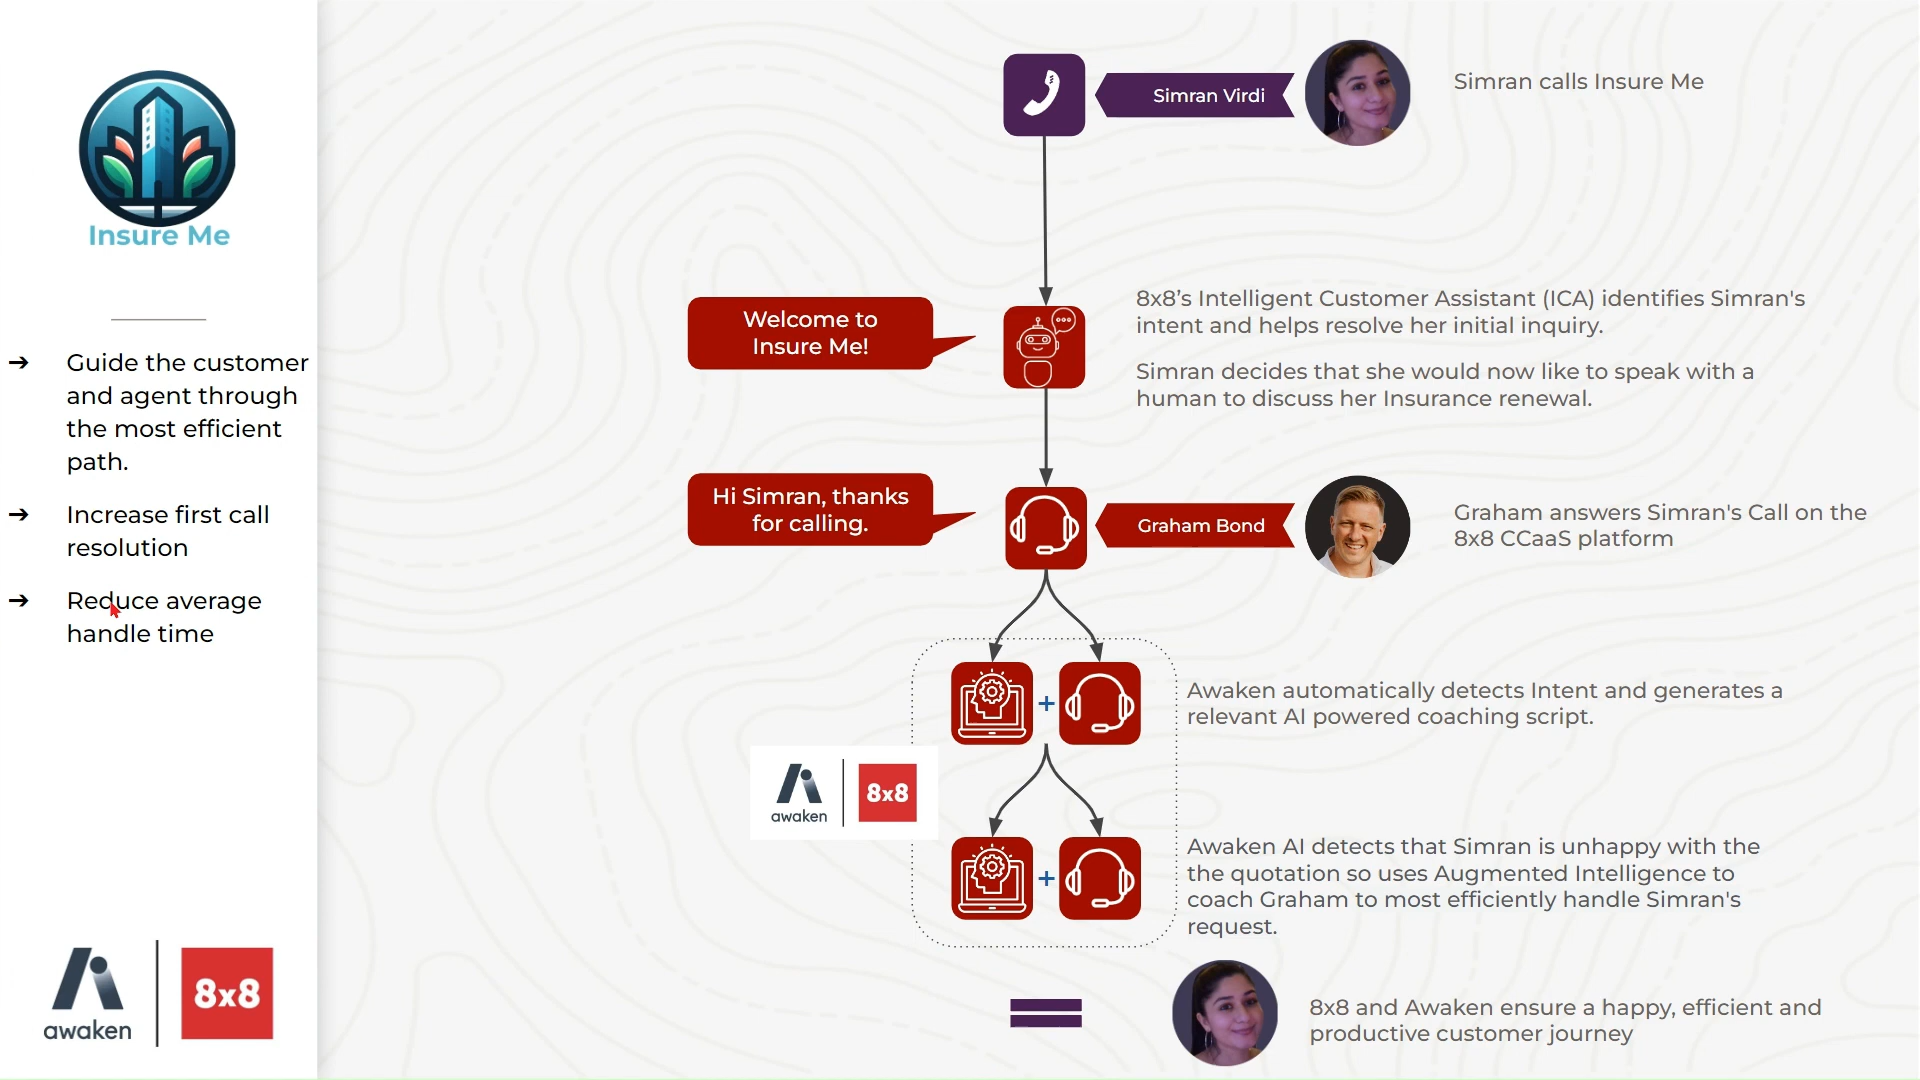 Insure Me
➔ Guide the customer
and agent through
the most efficient
path.
➔ Increase first call
resolution
➔ Reduce average
handle time
awaken
8x8
Simran Virdi
Simran calls Insure Me
Welcome to
Insure Me!
8x8’s Intelligent Customer Assistant (ICA) identifies Simran's
intent and helps resolve her initial inquiry.
Simran decides that she would now like to speak with a
human to discuss her Insurance renewal.
Hi Simran, thanks
for calling.
Graham Bond
Graham answers Simran's Call on the
8x8 CCaaS platform
+
Awaken automatically detects Intent and generates a
relevant AI powered coaching script.
awaken
8x8
+
Awaken AI detects that Simran is unhappy with the
the quotation so uses Augmented Intelligence to
coach Graham to most efficiently handle Simran's
request.
8x8 and Awaken ensure a happy, efficient and
productive customer journey